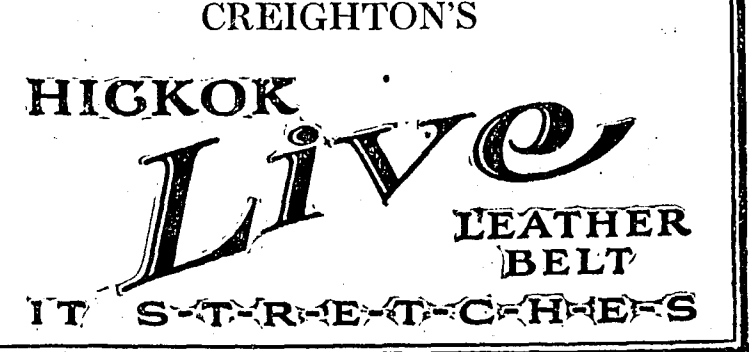 CREIGHTON'S
HICKOK
Live
LEATHER
BELT
IT S-T-R-E-T-C-H-E-S